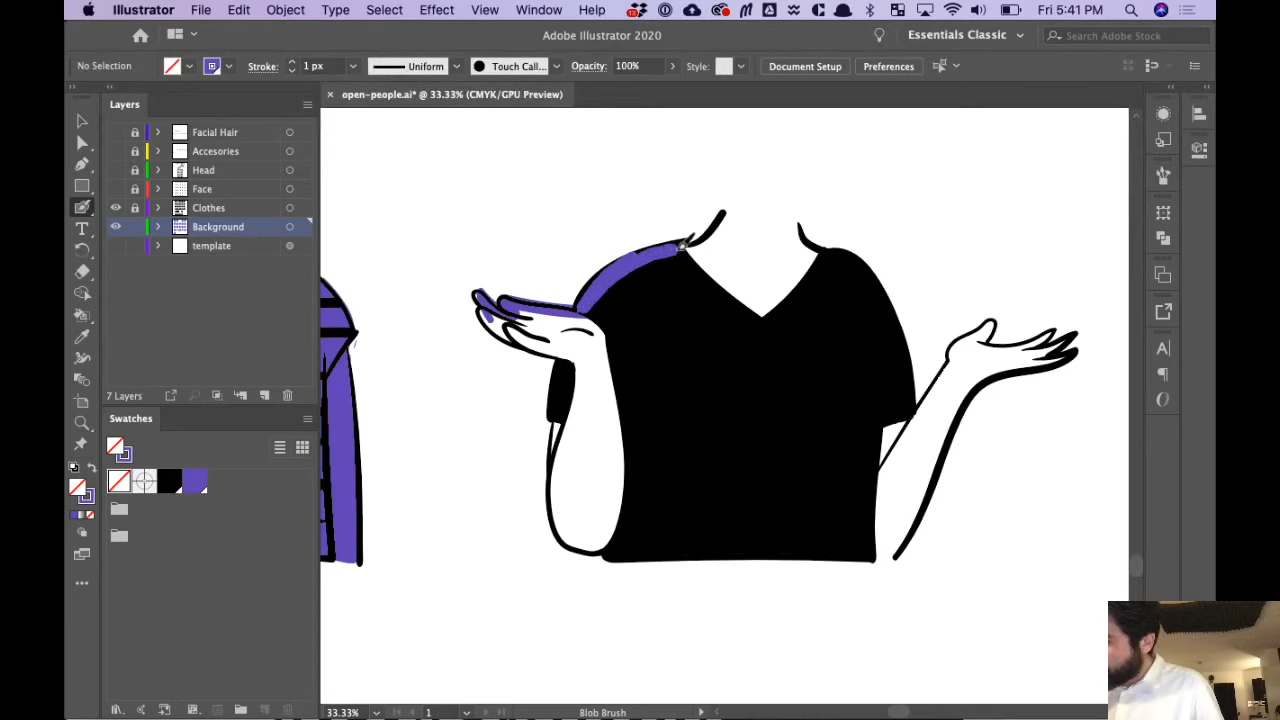 Illustrator File Edit Object Type Select Effect View Window Help Fri 5:41 PM
Adobe Illustrator 2020 Essentials Classic Search Adobe Stock
No Selection Stroke: 1 px Uniform Touch Call... Opacity: 100% Style: Document Setup Preferences
Layers
open-people.ai* @ 33.33% (CMYK/GPU Preview)
Facial Hair
Accesories
Head
Face
Clothes
Background
template
7 Layers
Swatches
33.33% 1 Blob Brush